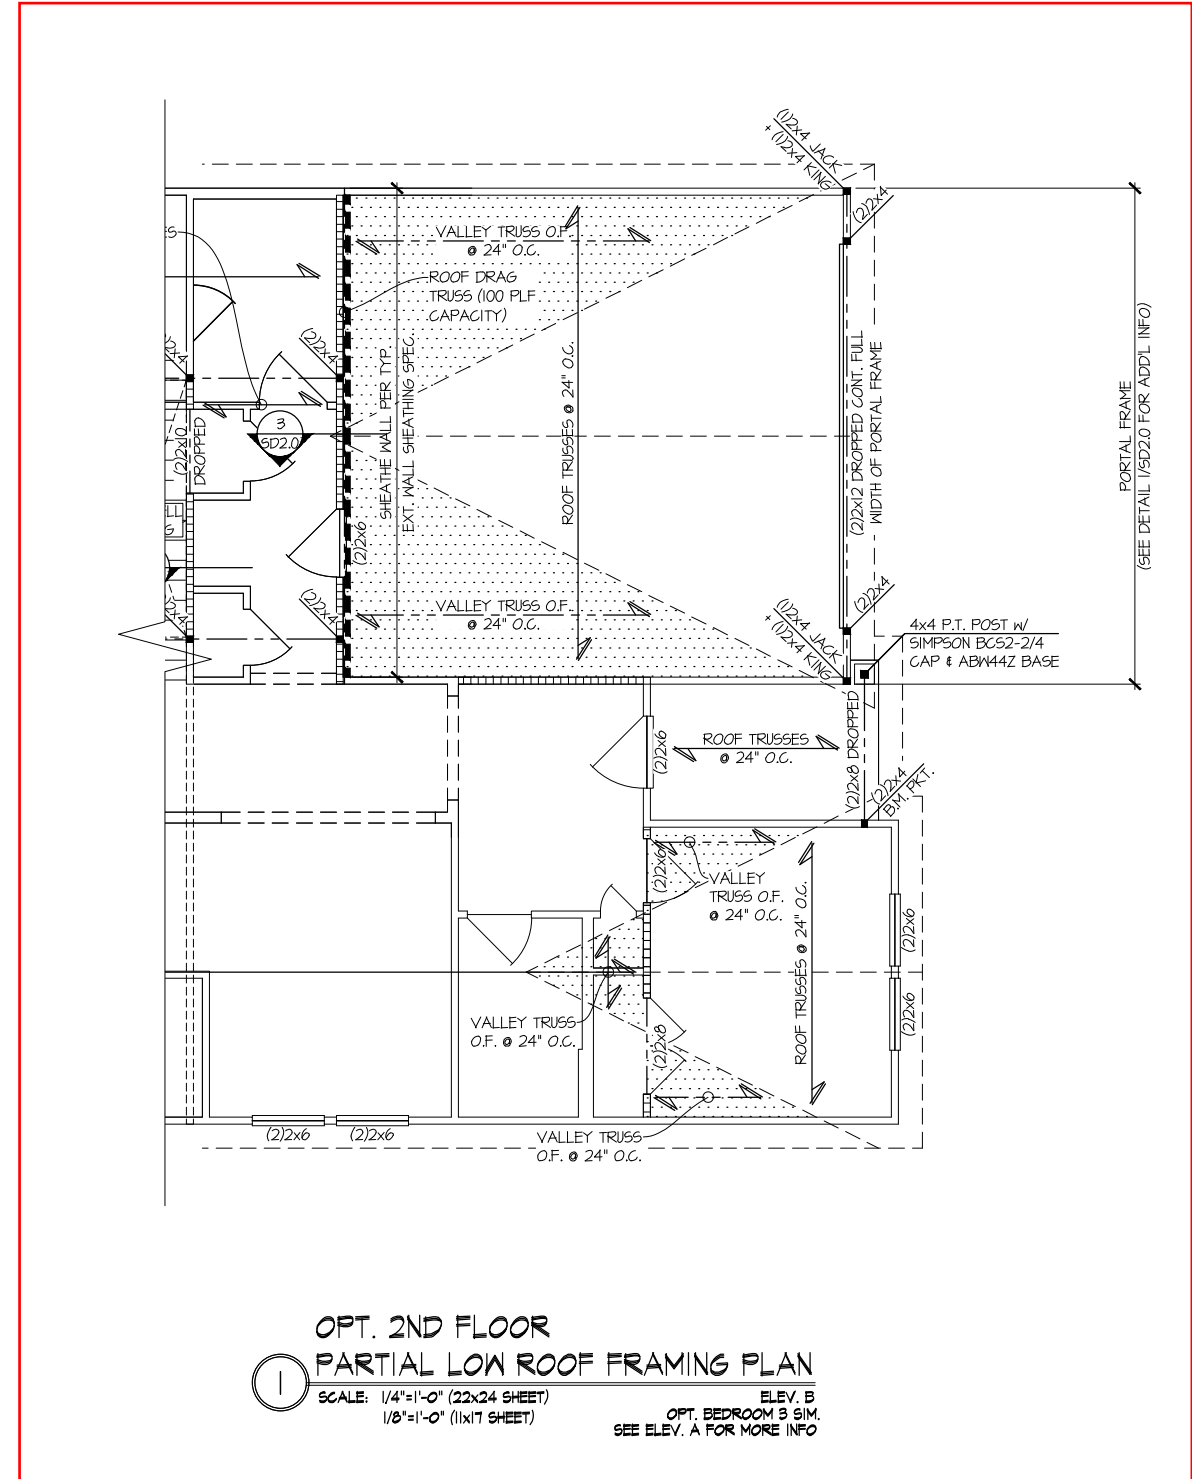 (1)2x4 JACK
+ (1)2x4 KING
(2)2x4
VALLEY TRUSS O.F.
@ 24" O.C.
ROOF DRAG
TRUSS (100 PLF
CAPACITY)
(2)2x4
3
SD2.0
(2)2x10
DROPPED
SHEATHE WALL PER TYP.
EXT. WALL SHEATHING SPEC.
(2)2x6
ROOF TRUSSES @ 24" O.C.
(2)2x12 DROPPED CONT. FULL
WIDTH OF PORTAL FRAME
PORTAL FRAME
(SEE DETAIL 1/SD2.0 FOR ADD'L INFO)
(2)2x4
VALLEY TRUSS O.F.
@ 24" O.C.
(1)2x4 JACK
+ (1)2x4 KING
(2)2x4
4x4 P.T. POST W/
SIMPSON BCS2-2/4
CAP & ABW44Z BASE
(2)2x6
ROOF TRUSSES
@ 24" O.C.
(2)2x8 DROPPED
(2)2x4
B.M. PKT.
(2)2x6
VALLEY
TRUSS O.F.
@ 24" O.C.
ROOF TRUSSES @ 24" O.C.
(2)2x6
(2)2x6
VALLEY TRUSS
O.F. @ 24" O.C.
(2)2x8
(2)2x6
(2)2x6
VALLEY TRUSS
O.F. @ 24" O.C.
OPT. 2ND FLOOR
1
PARTIAL LOW ROOF FRAMING PLAN
SCALE: 1/4"=1'-0" (22x24 SHEET)
1/8"=1'-0" (11x17 SHEET)
ELEV. B
OPT. BEDROOM 3 SIM.
SEE ELEV. A FOR MORE INFO